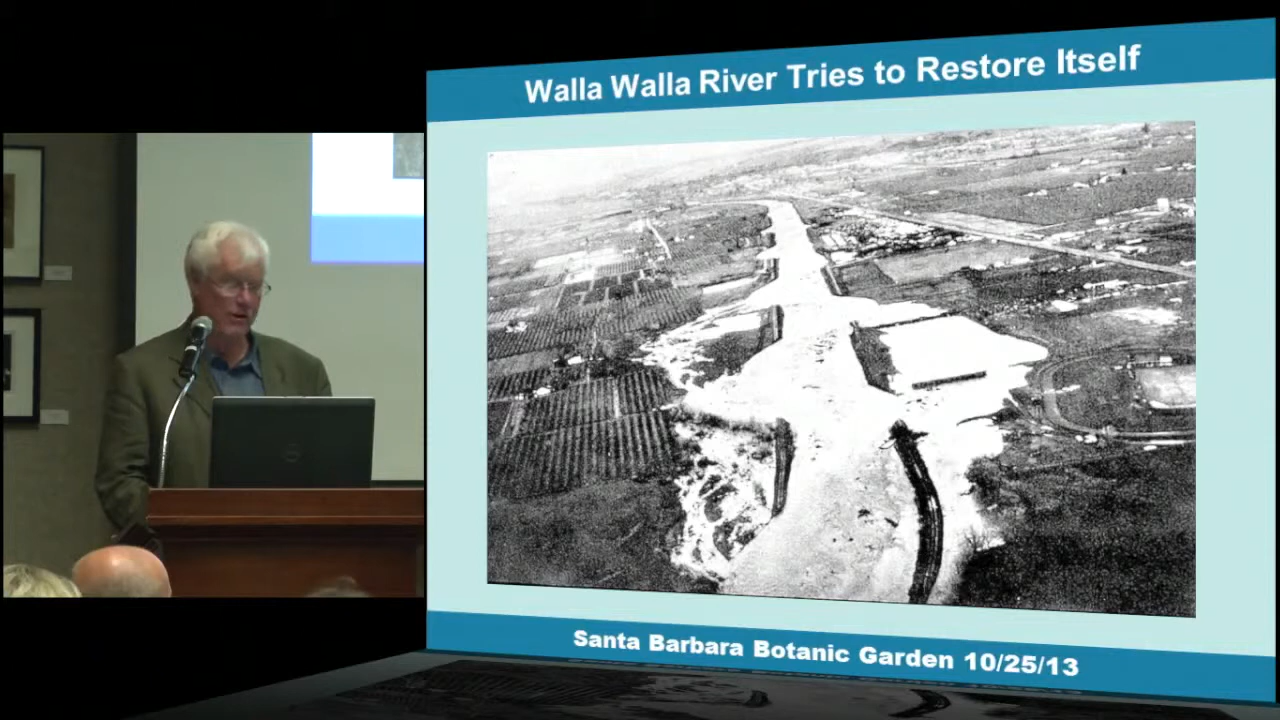 Walla Walla River Tries to Restore Itself
Santa Barbara Botanic Garden 10/25/13